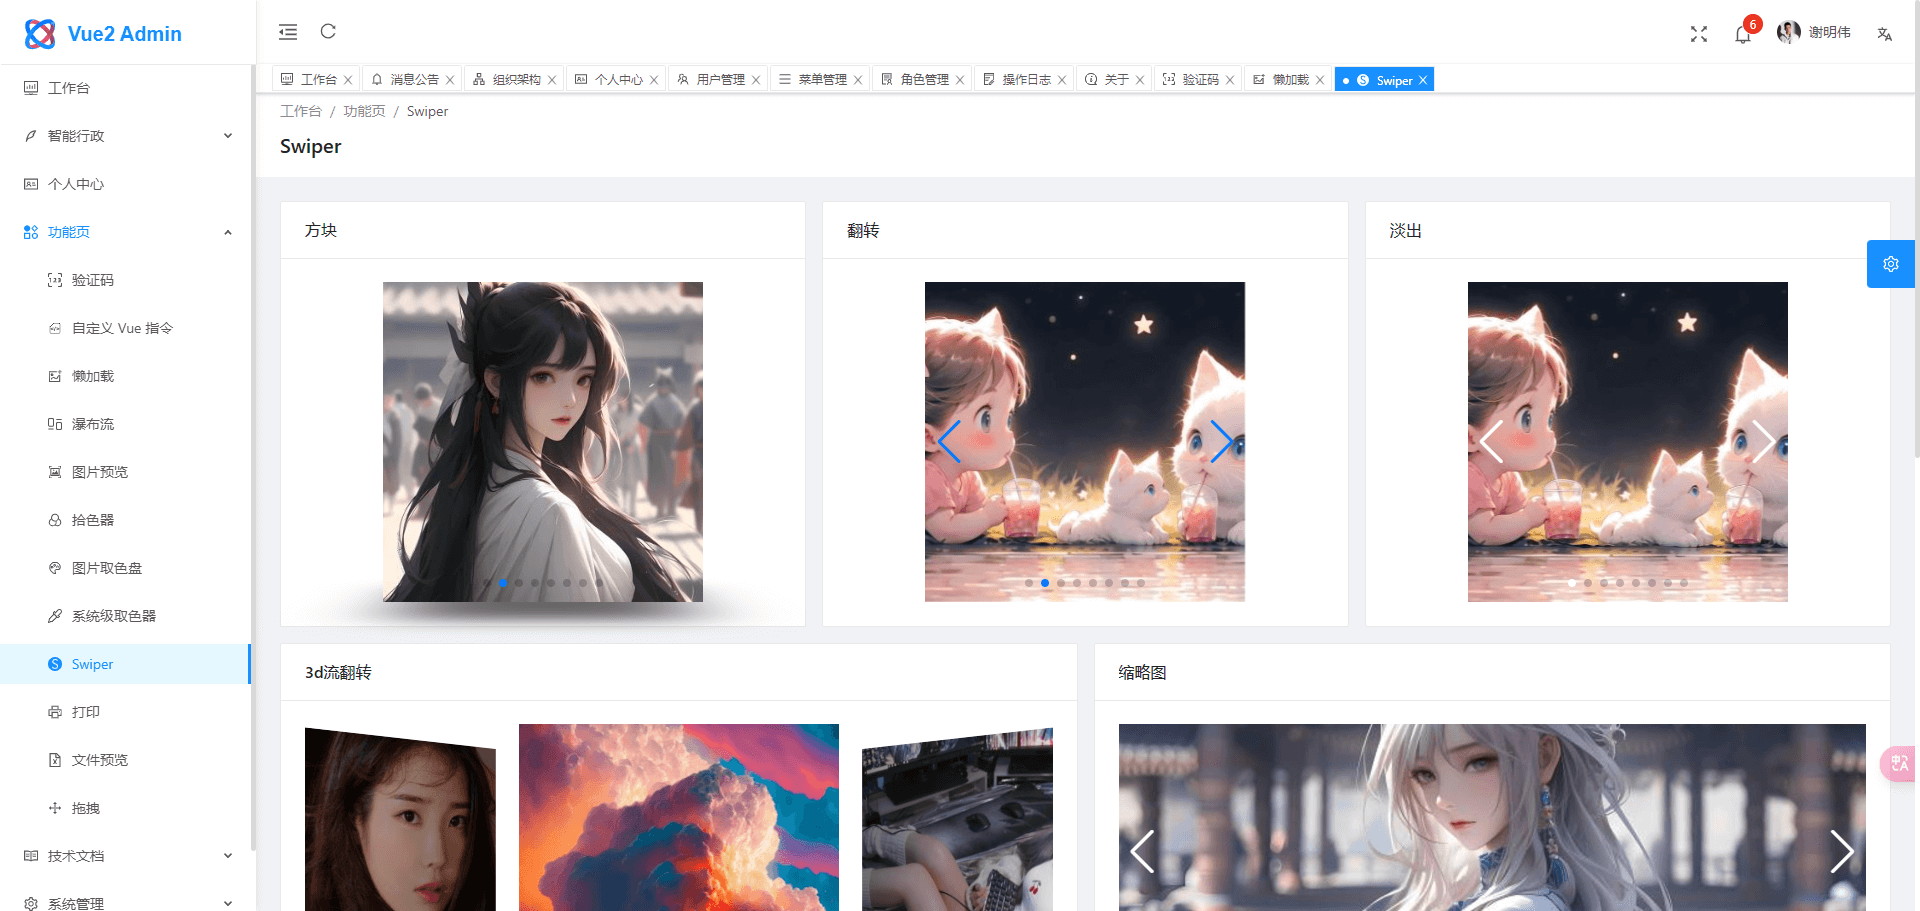 Vue2 Admin
6
谢明伟
工作台
消息公告
组织架构
个人中心
用户管理
菜单管理
角色管理
操作日志
关于
验证码
懒加载
Swiper
工作台
智能行政
个人中心
功能页
验证码
自定义 Vue 指令
懒加载
瀑布流
图片预览
拾色器
图片取色盘
系统级取色器
Swiper
打印
文件预览
拖拽
技术文档
系统管理
工作台 / 功能页 / Swiper
Swiper
方块
翻转
淡出
3d流翻转
缩略图